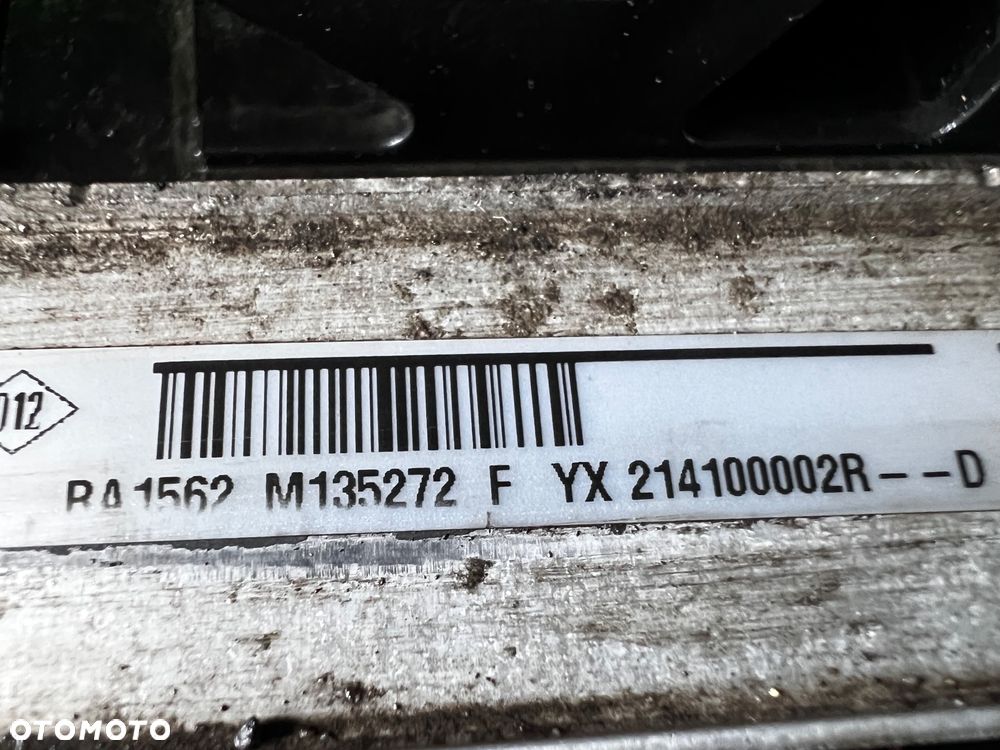 012
RA1562 M135272 F YX 214100002R--D
OTOMOTO